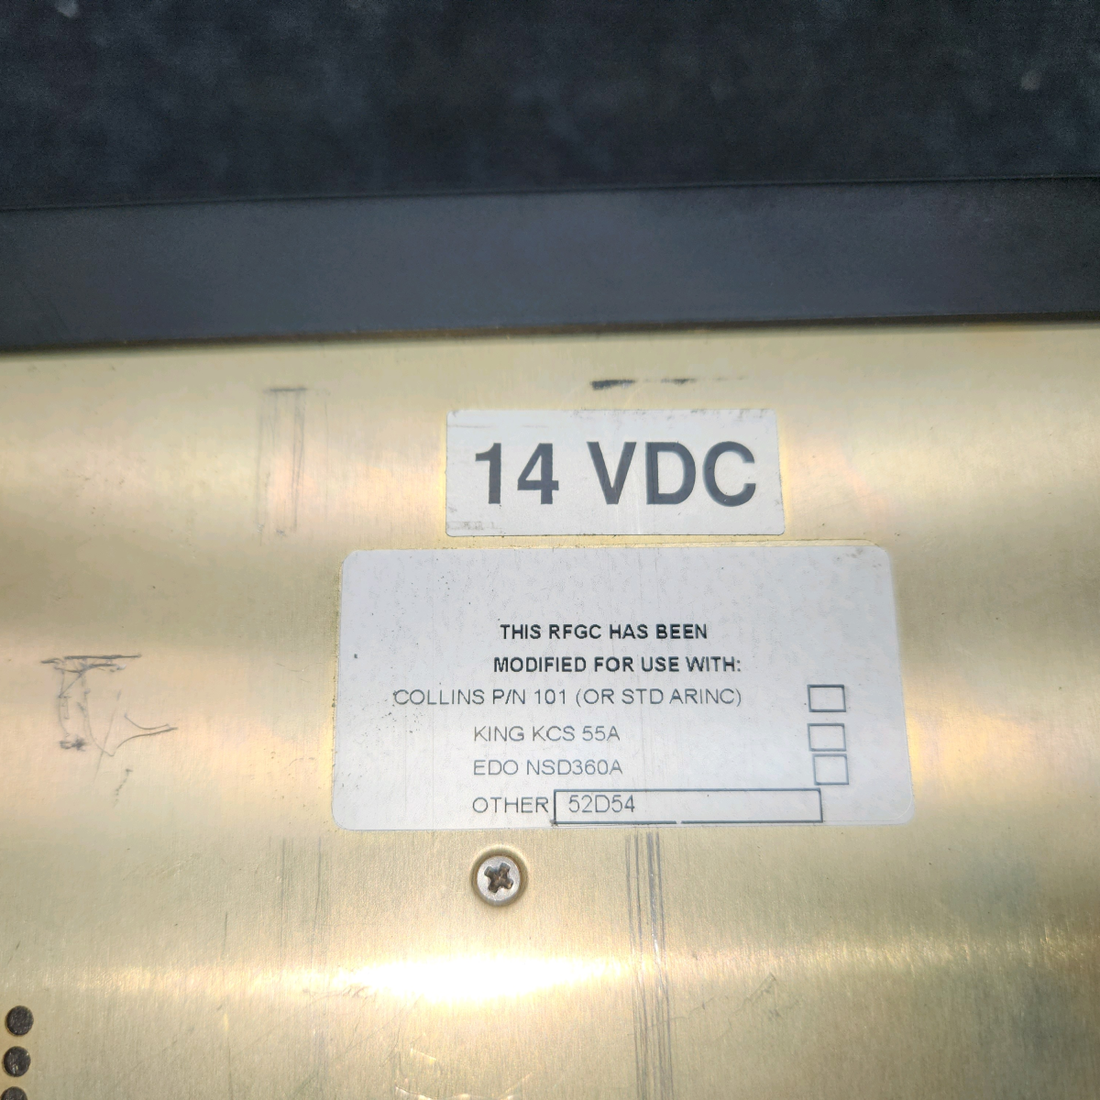 14 VDC
THIS RFGC HAS BEEN
MODIFIED FOR USE WITH:
COLLINS P/N 101 (OR STD ARINC)
KING KCS 55A
EDO NSD360A
OTHER 52D54